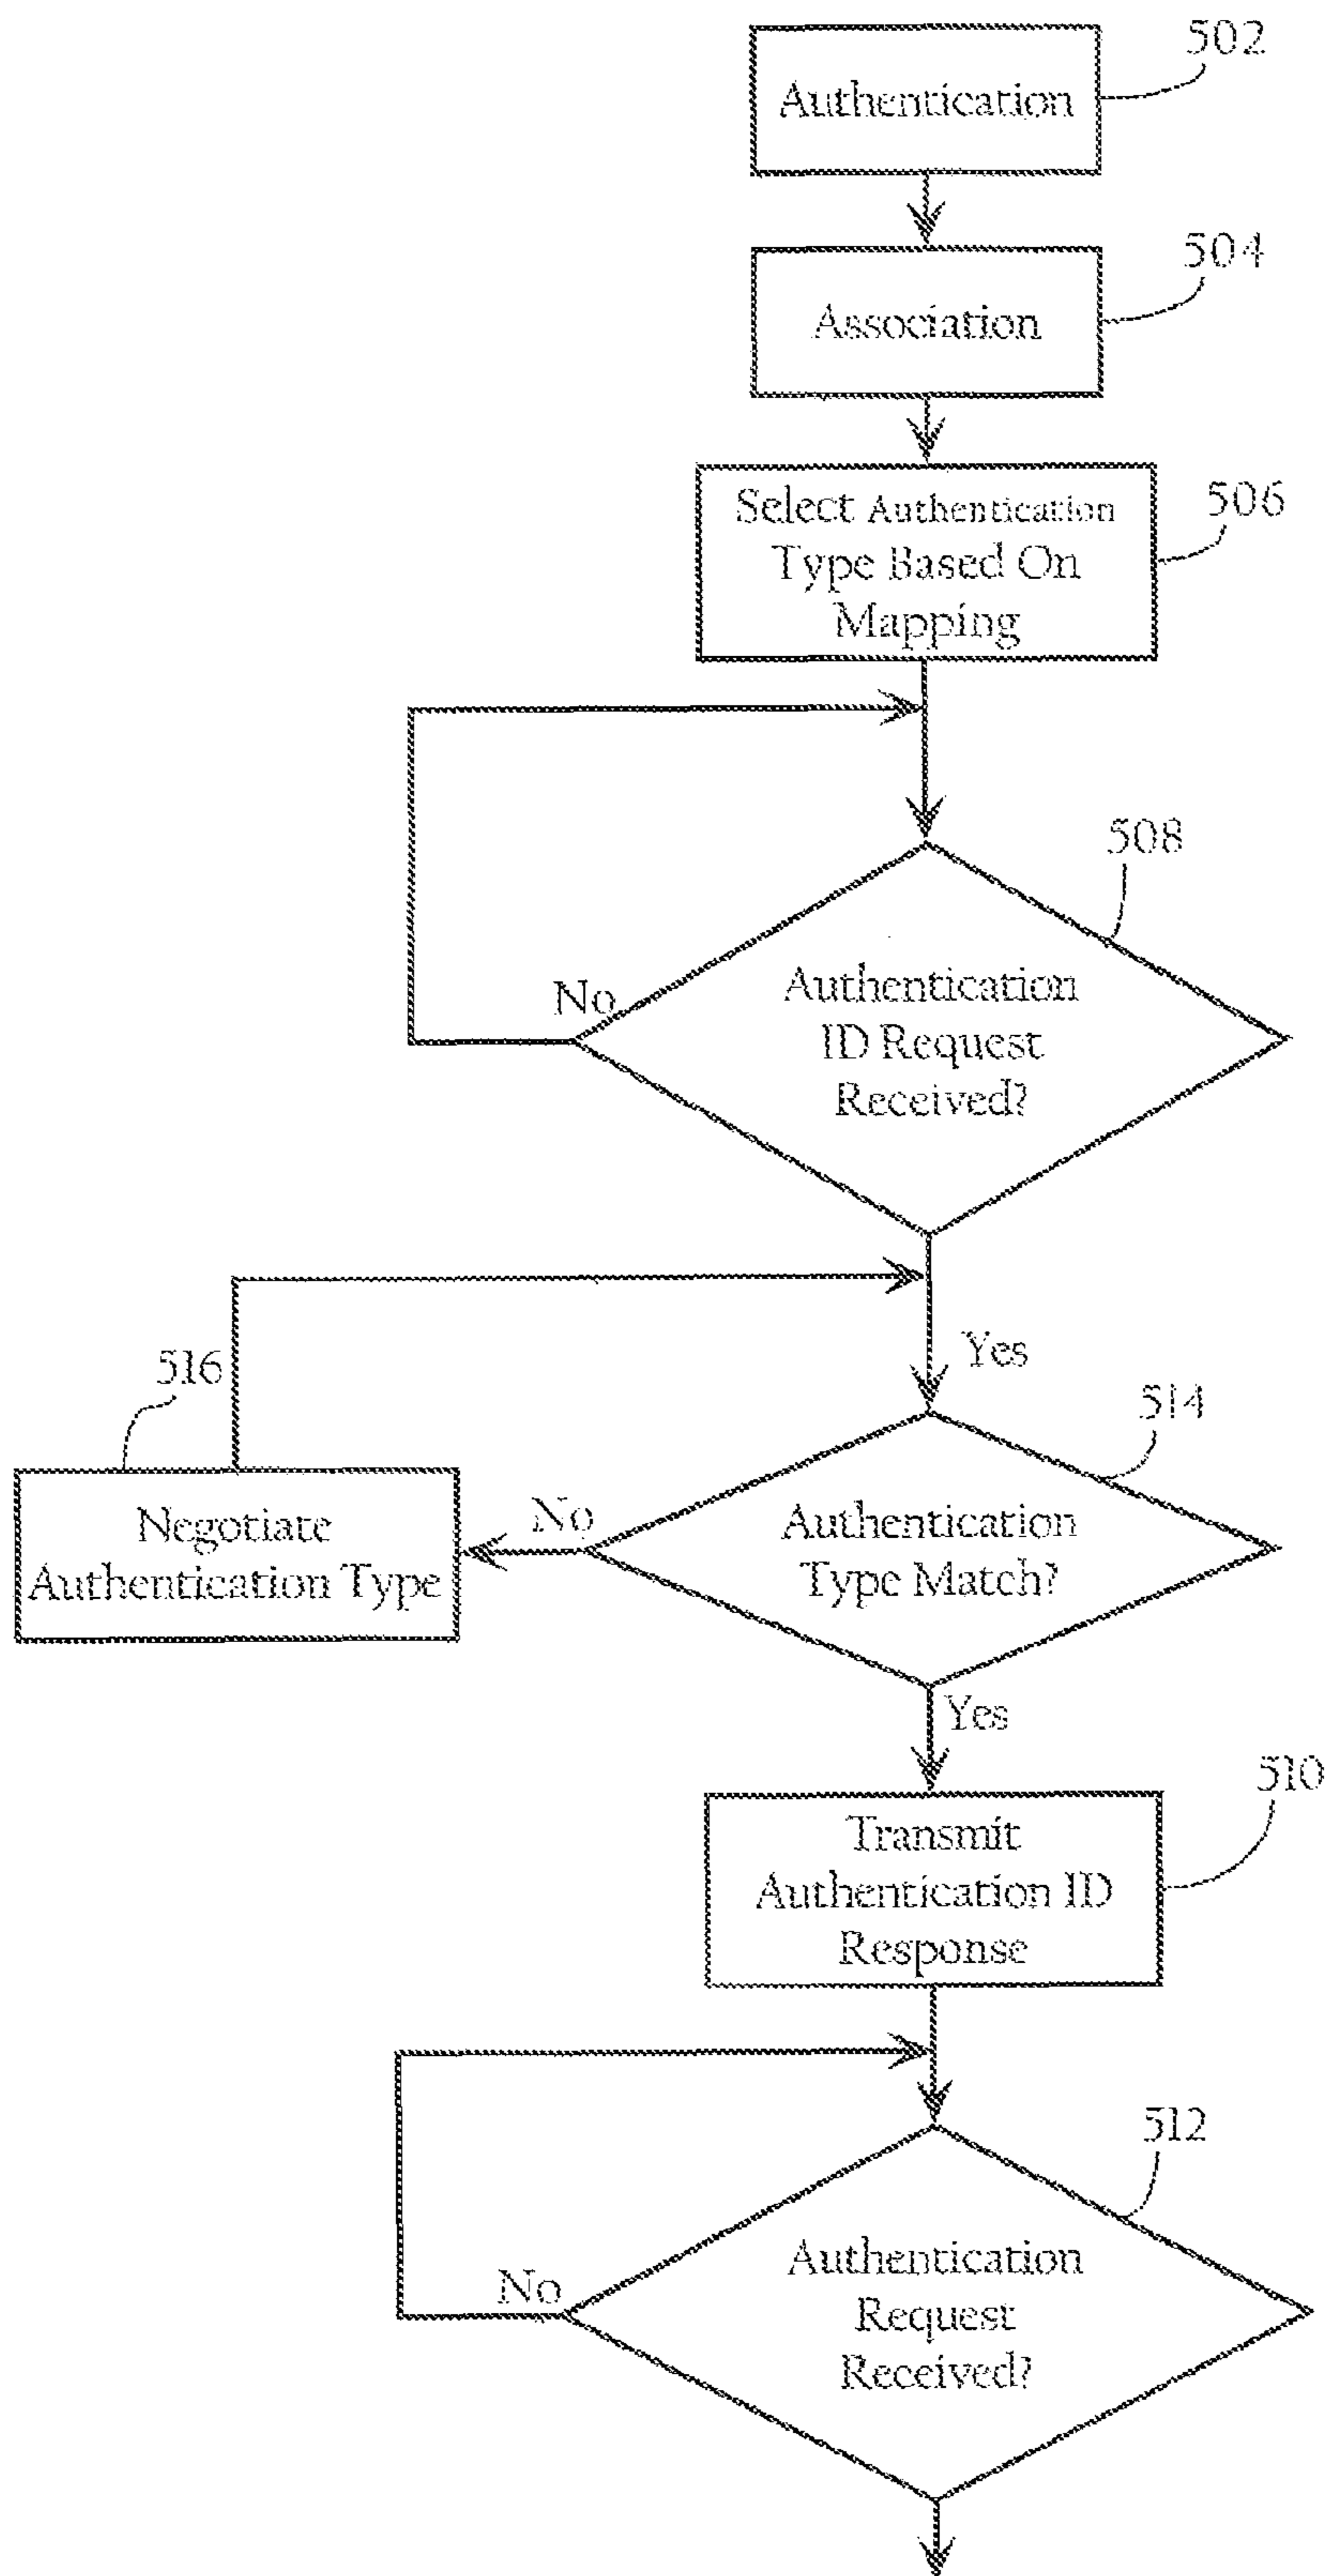 502
Authentication
504
Association
506
Select Authentication
Type Based On
Mapping
508
No
Authentication
ID Request
Received?
Yes
516
514
Negotiate
Authentication Type
No
Authentication
Type Match?
Yes
510
Transmit
Authentication ID
Response
512
No
Authentication
Request
Received?